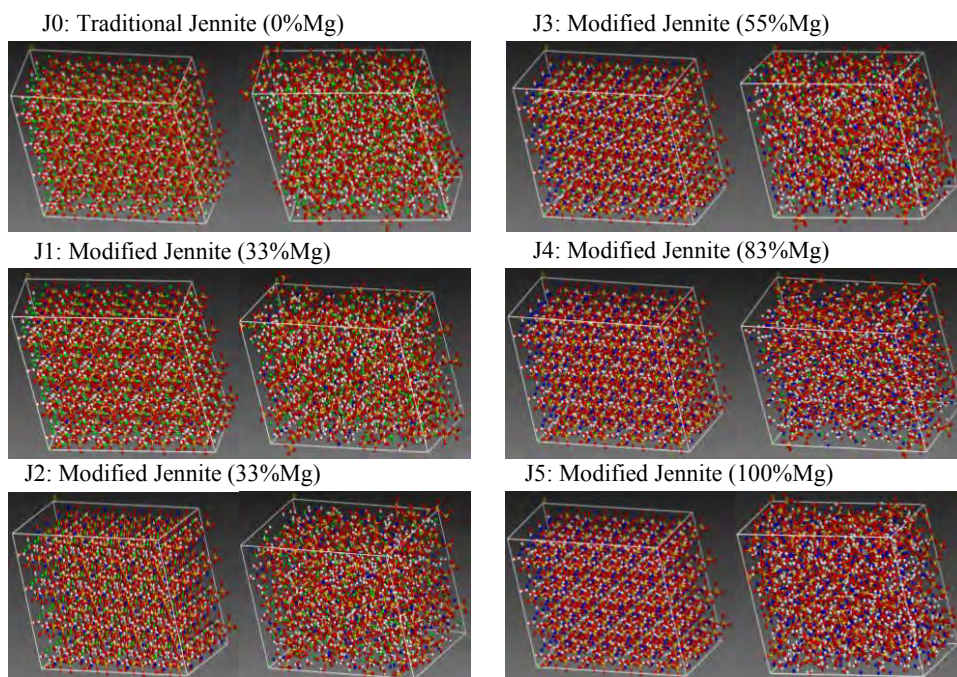 J0: Traditional Jennite (0%Mg)
J3: Modified Jennite (55%Mg)
J1: Modified Jennite (33%Mg)
J4: Modified Jennite (83%Mg)
J2: Modified Jennite (33%Mg)
J5: Modified Jennite (100%Mg)